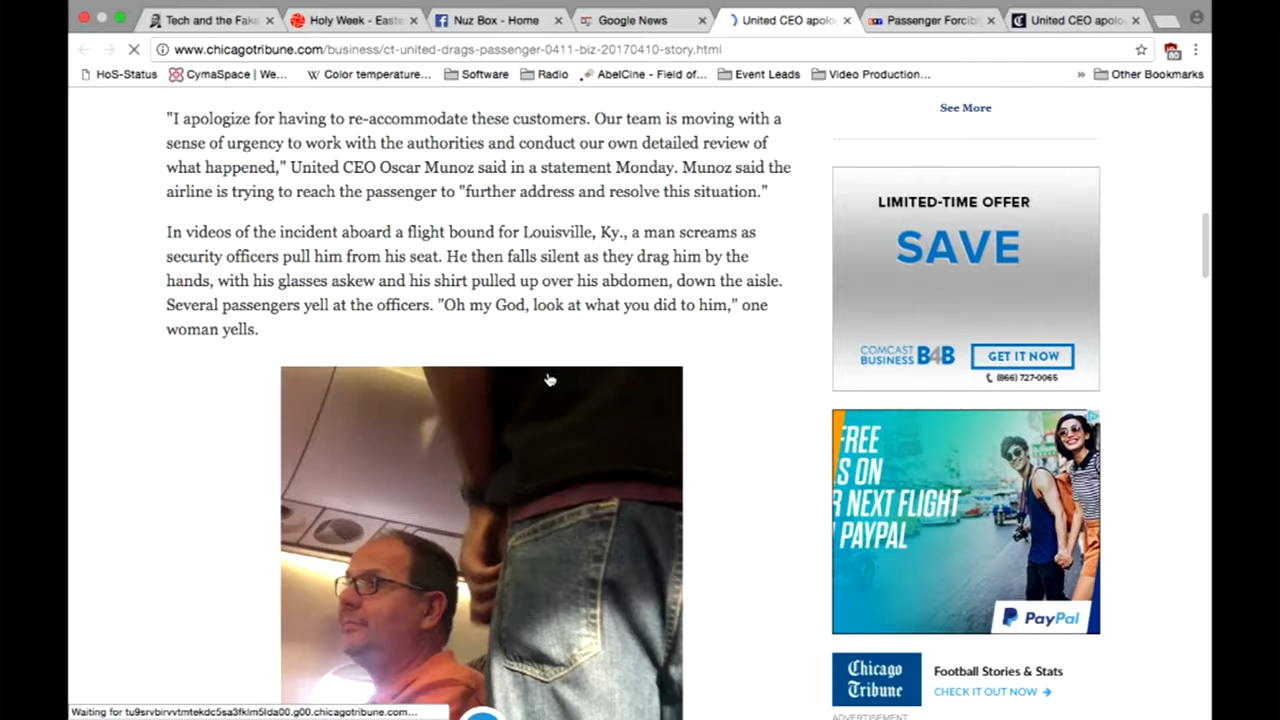 Tech and the Fak
Holy Week - Easte
Nuz Box - Home
Google News
United CEO apolo
Passenger Forcib
United CEO apolo
www.chicagotribune.com/business/ct-united-drags-passenger-0411-biz-20170410-story.html
80
HoS-Status
CymaSpace | We...
Color temperature...
Software
Radio
AbelCine - Field of...
Event Leads
Video Production...
»
Other Bookmarks
"I apologize for having to re-accommodate these customers. Our team is moving with a
sense of urgency to work with the authorities and conduct our own detailed review of
what happened," United CEO Oscar Munoz said in a statement Monday. Munoz said the
airline is trying to reach the passenger to "further address and resolve this situation."
In videos of the incident aboard a flight bound for Louisville, Ky., a man screams as
security officers pull him from his seat. He then falls silent as they drag him by the
hands, with his glasses askew and his shirt pulled up over his abdomen, down the aisle.
Several passengers yell at the officers. "Oh my God, look at what you did to him," one
woman yells.
See More
LIMITED-TIME OFFER
SAVE
COMCAST
BUSINESS B4B
GET IT NOW
(866) 727-0065
FREE
S ON
R NEXT FLIGHT
PAYPAL
PayPal
Chicago
Tribune
Football Stories & Stats
CHECK IT OUT NOW
ADVERTISEMENT
Waiting for tu9srvbirvvtmtekdc5sa3fklm5lda00.g00.chicagotribune.com...